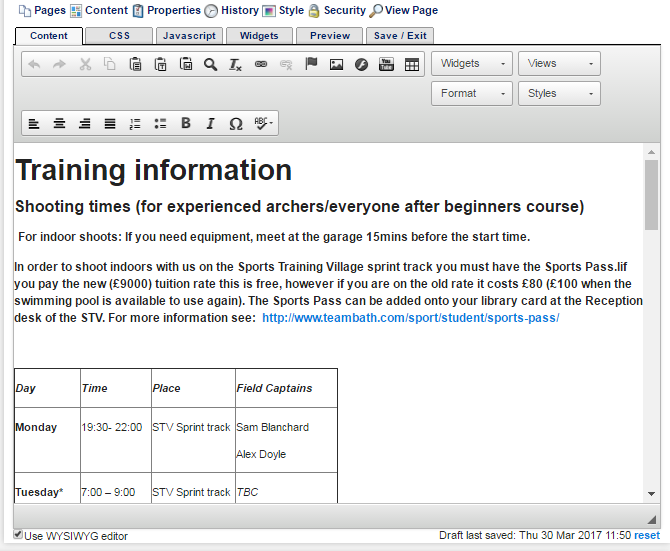 Pages Content Properties History Style Security View Page
Content CSS Javascript Widgets Preview Save / Exit
Widgets Views
Format Styles
B I Ω ABC
Training information
Shooting times (for experienced archers/everyone after beginners course)
For indoor shoots: If you need equipment, meet at the garage 15mins before the start time.
In order to shoot indoors with us on the Sports Training Village sprint track you must have the Sports Pass.Iif
you pay the new (£9000) tuition rate this is free, however if you are on the old rate it costs £80 (£100 when the
swimming pool is available to use again). The Sports Pass can be added onto your library card at the Reception
desk of the STV. For more information see: http://www.teambath.com/sport/student/sports-pass/
Day Time Place Field Captains
Monday 19:30- 22:00 STV Sprint track Sam Blanchard
Alex Doyle
Tuesday* 7:00 – 9:00 STV Sprint track TBC
Use WYSIWYG editor Draft last saved: Thu 30 Mar 2017 11:50 reset